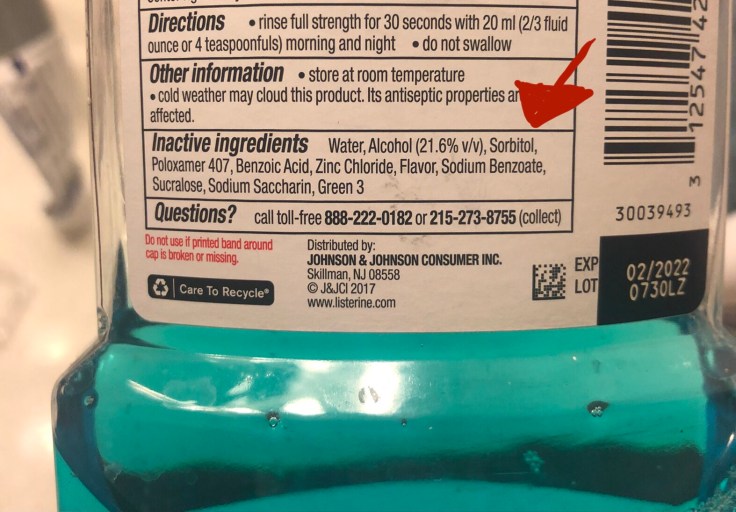 Directions • rinse full strength for 30 seconds with 20 ml (2/3 fluid
ounce or 4 teaspoonfuls) morning and night • do not swallow
Other information • store at room temperature
• cold weather may cloud this product. Its antiseptic properties
affected.
Inactive ingredients Water, Alcohol (21.6% v/v), Sorbitol,
Poloxamer 407, Benzoic Acid, Zinc Chloride, Flavor, Sodium Benzoate,
Sucralose, Sodium Saccharin, Green 3
Questions? call toll-free 888-222-0182 or 215-273-8755 (collect)
Do not use if printed band around
cap is broken or missing.
Care To Recycle®
Distributed by:
JOHNSON & JOHNSON CONSUMER INC.
Skillman, NJ 08558
© J&JCI 2017
www.listerine.com
3 12547 42
30039493
EXP 02/2022
LOT 0730LZ